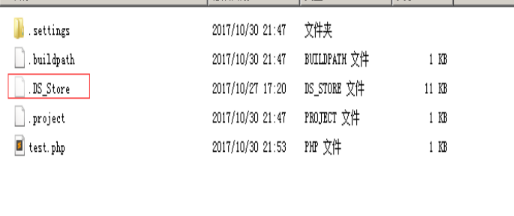 .settings 2017/10/30 21:47 文件夹
.buildpath 2017/10/30 21:47 BUILDPATH 文件 1 KB
.DS_Store 2017/10/27 17:20 DS_STORE 文件 11 KB
.project 2017/10/30 21:47 PROJECT 文件 1 KB
test.php 2017/10/30 21:53 PHP 文件 1 KB